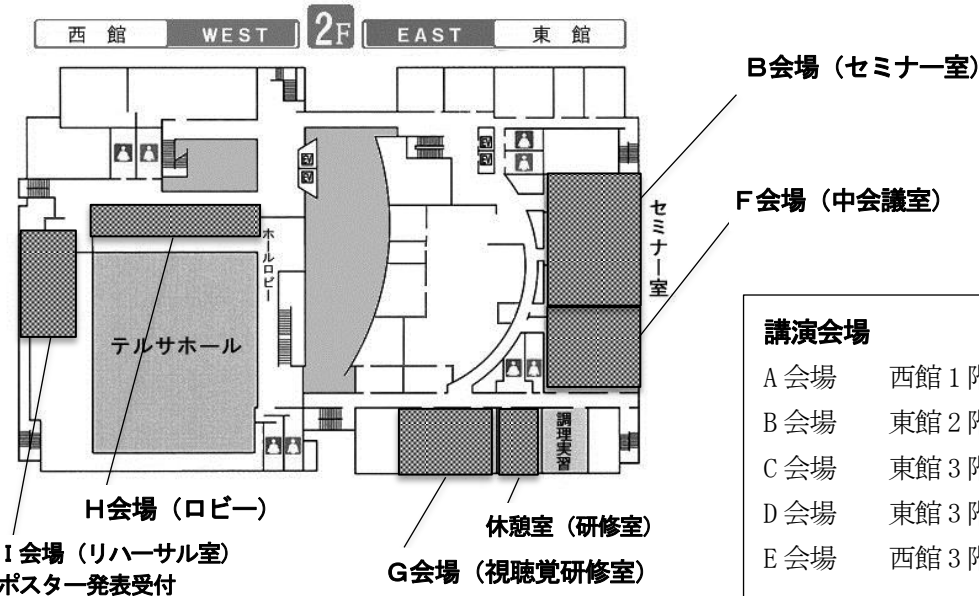 西館 WEST 2F EAST 東館
B会場（セミナー室）
F会場（中会議室）
EV
EV
EV
EV
セミナー室
ホールロビー
テルサホール
調理実習
H会場（ロビー）
I会場（リハーサル室）
ポスター発表受付
休憩室（研修室）
G会場（視聴覚研修室）
講演会場
A会場 西館1階
B会場 東館2階
C会場 東館3階
D会場 東館3階
E会場 西館3階